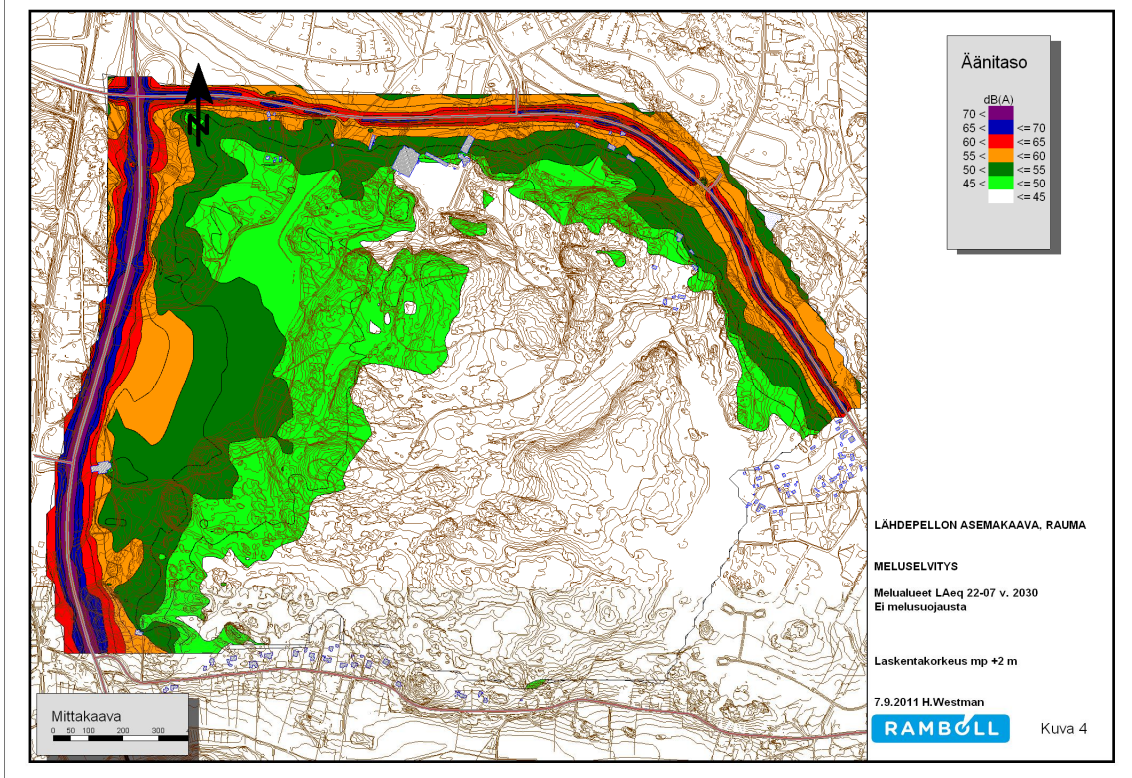 Äänitaso
dB(A)
70 <
65 < <= 70
60 < <= 65
55 < <= 60
50 < <= 55
45 < <= 50
<= 45
N
LÄHDEPELLON ASEMAKAAVA, RAUMA
MELUSELVITYS
Melualueet LAeq 22-07 v. 2030
Ei melusuojausta
Laskentakorkeus mp +2 m
7.9.2011 H.Westman
RAMBOLL
Kuva 4
Mittakaava
0 50 100 200 300